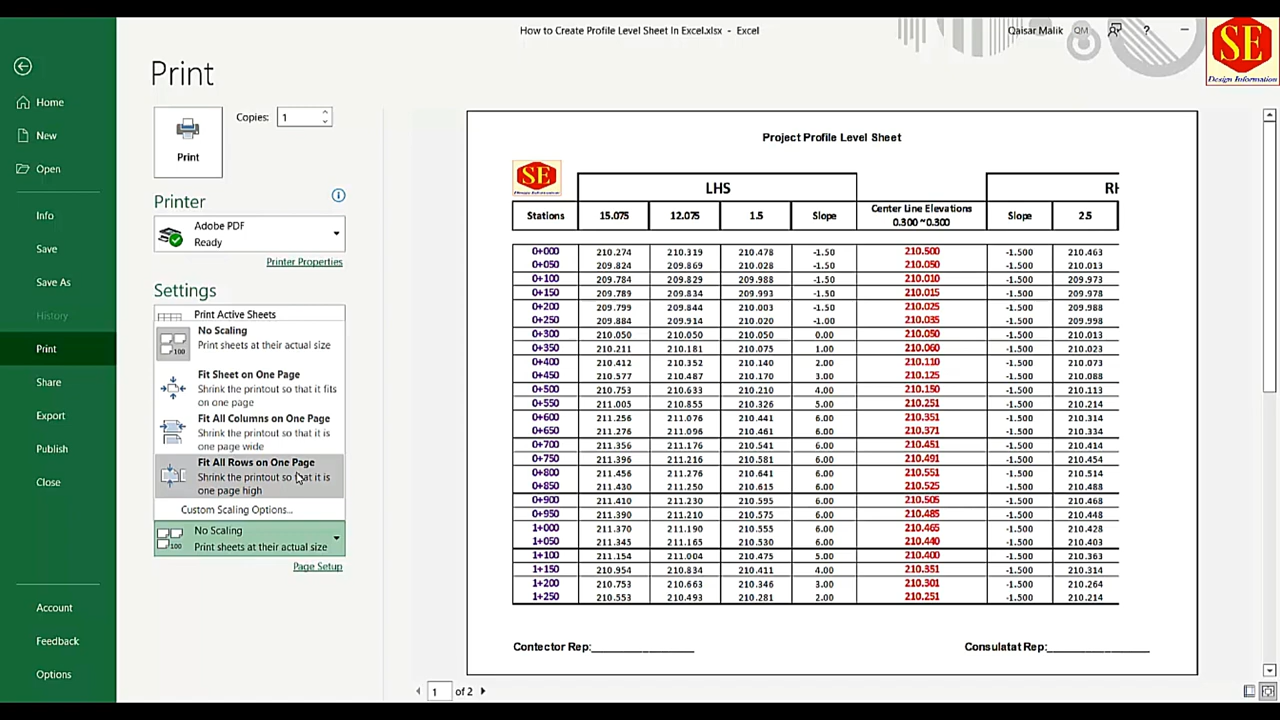 How to Create Profile Level Sheet In Excel.xlsx - Excel
Qaisar Malik QM ?
SE
Design Information
Home
New
Open
Info
Save
Save As
History
Print
Share
Export
Publish
Close
Account
Feedback
Options
Print
Print
Copies: 1
Printer
Adobe PDF
Ready
Printer Properties
Settings
Print Active Sheets
No Scaling
Print sheets at their actual size
Fit Sheet on One Page
Shrink the printout so that it fits
on one page
Fit All Columns on One Page
Shrink the printout so that it is
one page wide
Fit All Rows on One Page
Shrink the printout so that it is
one page high
Custom Scaling Options...
No Scaling
Print sheets at their actual size
Page Setup
Project Profile Level Sheet
SE
Design Information
LHS
Stations 15.075 12.075 1.5 Slope Center Line Elevations Slope 2.5
0.300 ~0.300
0+000 210.274 210.319 210.478 -1.50 210.500 -1.500 210.463
0+050 209.824 209.869 210.028 -1.50 210.050 -1.500 210.013
0+100 209.784 209.829 209.988 -1.50 210.010 -1.500 209.973
0+150 209.789 209.834 209.993 -1.50 210.015 -1.500 209.978
0+200 209.799 209.844 210.003 -1.50 210.025 -1.500 209.988
0+250 209.884 209.914 210.020 -1.00 210.035 -1.500 209.998
0+300 210.050 210.050 210.050 0.00 210.050 -1.500 210.013
0+350 210.211 210.181 210.075 1.00 210.060 -1.500 210.023
0+400 210.412 210.352 210.140 2.00 210.110 -1.500 210.073
0+450 210.577 210.487 210.170 3.00 210.125 -1.500 210.088
0+500 210.753 210.633 210.210 4.00 210.150 -1.500 210.113
0+550 211.005 210.855 210.326 5.00 210.251 -1.500 210.214
0+600 211.256 211.076 210.441 6.00 210.351 -1.500 210.314
0+650 211.276 211.096 210.461 6.00 210.371 -1.500 210.334
0+700 211.356 211.176 210.541 6.00 210.451 -1.500 210.414
0+750 211.396 211.216 210.581 6.00 210.491 -1.500 210.454
0+800 211.456 211.276 210.641 6.00 210.551 -1.500 210.514
0+850 211.430 211.250 210.615 6.00 210.525 -1.500 210.488
0+900 211.410 211.230 210.595 6.00 210.505 -1.500 210.468
0+950 211.390 211.210 210.575 6.00 210.485 -1.500 210.448
1+000 211.370 211.190 210.555 6.00 210.465 -1.500 210.428
1+050 211.345 211.165 210.530 6.00 210.440 -1.500 210.403
1+100 211.154 211.004 210.475 5.00 210.400 -1.500 210.363
1+150 210.954 210.834 210.411 4.00 210.351 -1.500 210.314
1+200 210.753 210.663 210.346 3.00 210.301 -1.500 210.264
1+250 210.553 210.493 210.281 2.00 210.251 -1.500 210.214
Contector Rep:________________ Consulatat Rep:________________
1 of 2